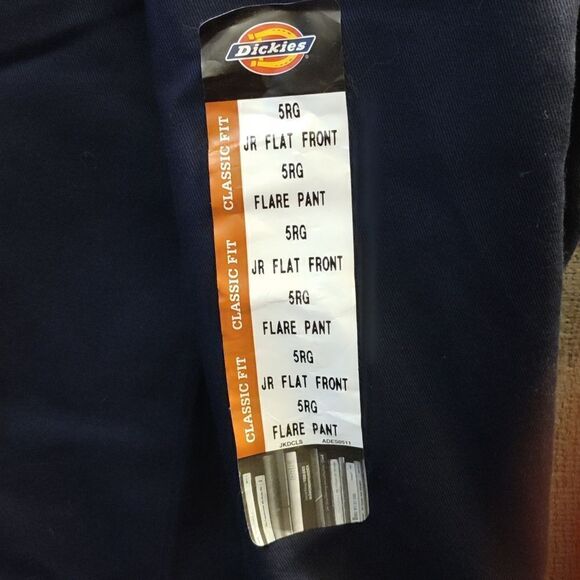 Dickies
CLASSIC FIT
5RG
JR FLAT FRONT
5RG
FLARE PANT
CLASSIC FIT
5RG
JR FLAT FRONT
5RG
FLARE PANT
CLASSIC FIT
5RG
JR FLAT FRONT
5RG
FLARE PANT
JKDCLS ADES0511